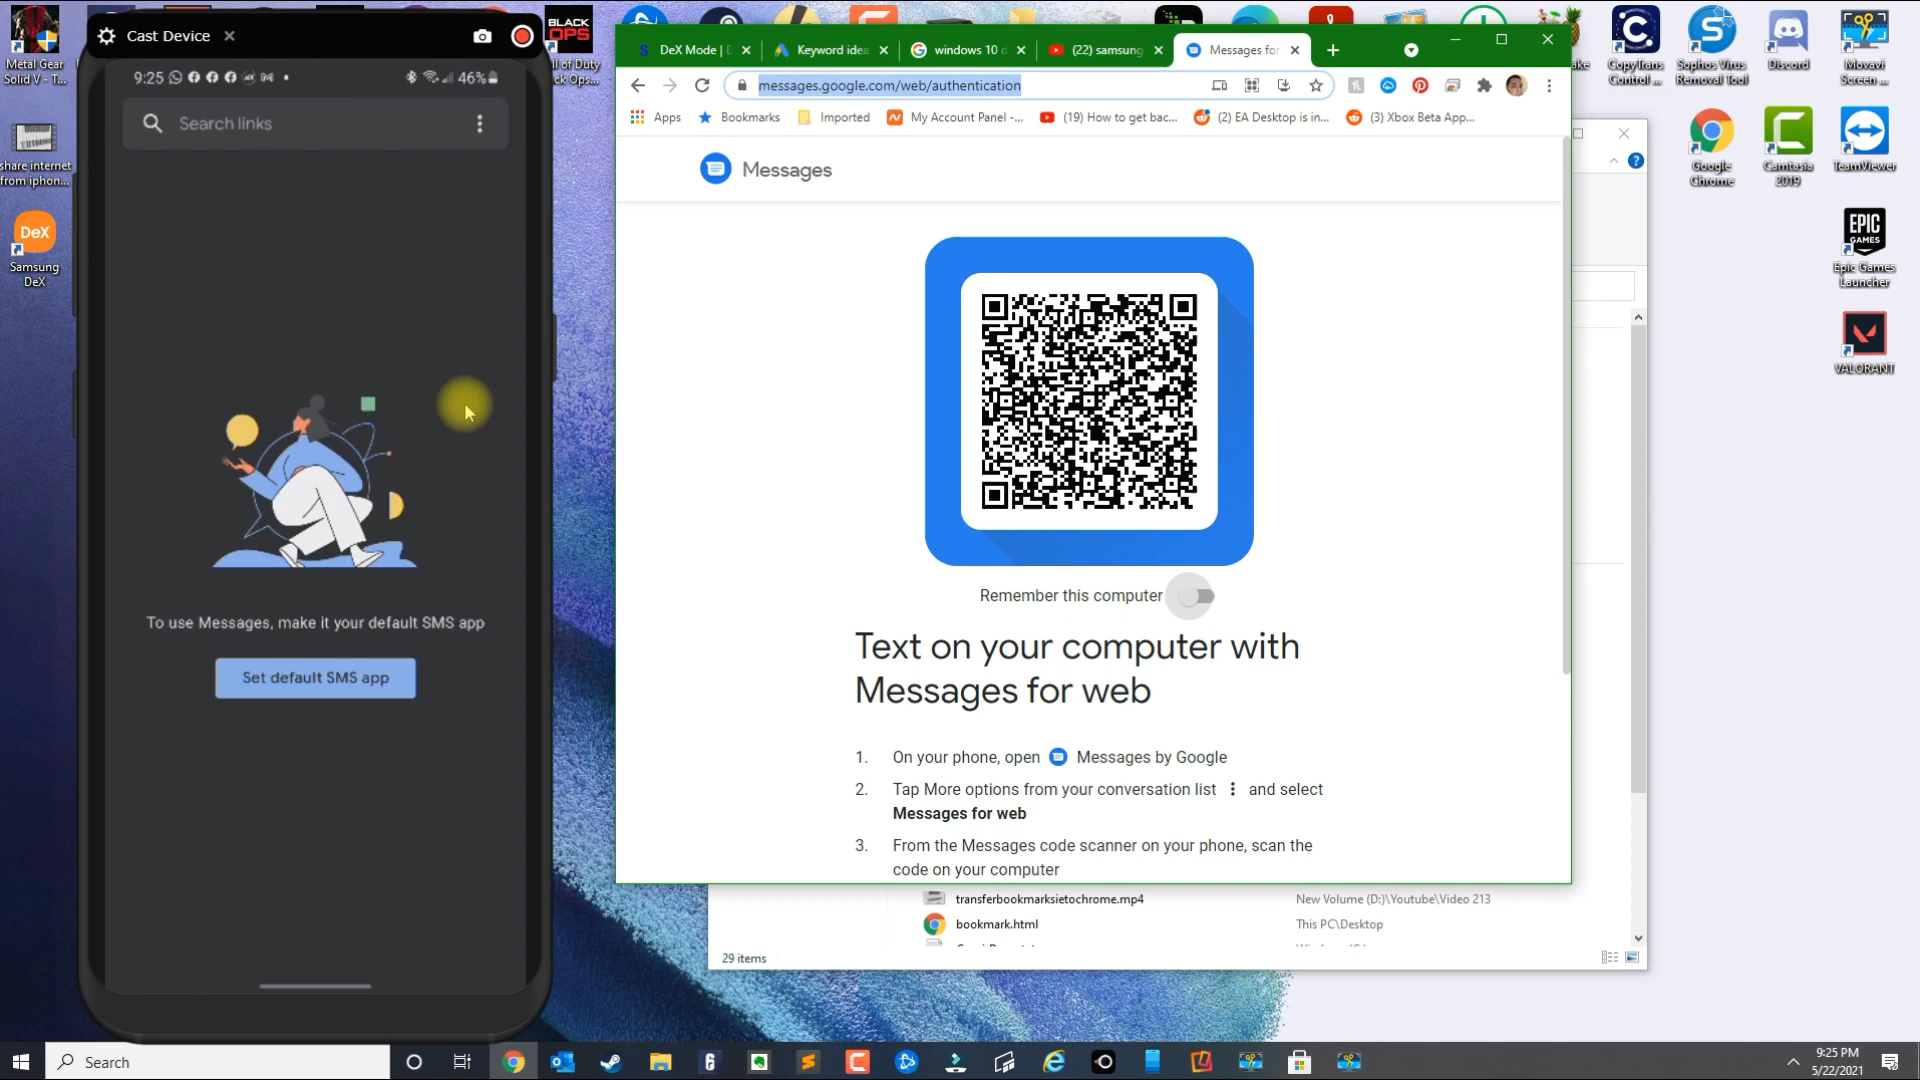 Cast Device
9:25
46%
Search links
To use Messages, make it your default SMS app
Set default SMS app
Metal Gear
Solid V - T...
share internet
from iphon...
DeX
Samsung
DeX
BLACK
OPS
ll of Duty
ck Ops...
DeX Mode | D
Keyword idea
windows 10 d
(22) samsung
Messages for
messages.google.com/web/authentication
Apps
Bookmarks
Imported
My Account Panel -...
(19) How to get bac...
(2) EA Desktop is in...
(3) Xbox Beta App...
Messages
Remember this computer
Text on your computer with
Messages for web
1. On your phone, open Messages by Google
2. Tap More options from your conversation list and select
Messages for web
3. From the Messages code scanner on your phone, scan the
code on your computer
transferbookmarksietochrome.mp4
New Volume (D:)\Youtube\Video 213
bookmark.html
This PC\Desktop
29 items
CopyTrans
Control ...
Sophos Virus
Removal Tool
Discord
Movavi
Screen ...
Google
Chrome
Camtasia
2019
TeamViewer
EPIC
GAMES
Epic Games
Launcher
VALORANT
Search
9:25 PM
5/22/2021